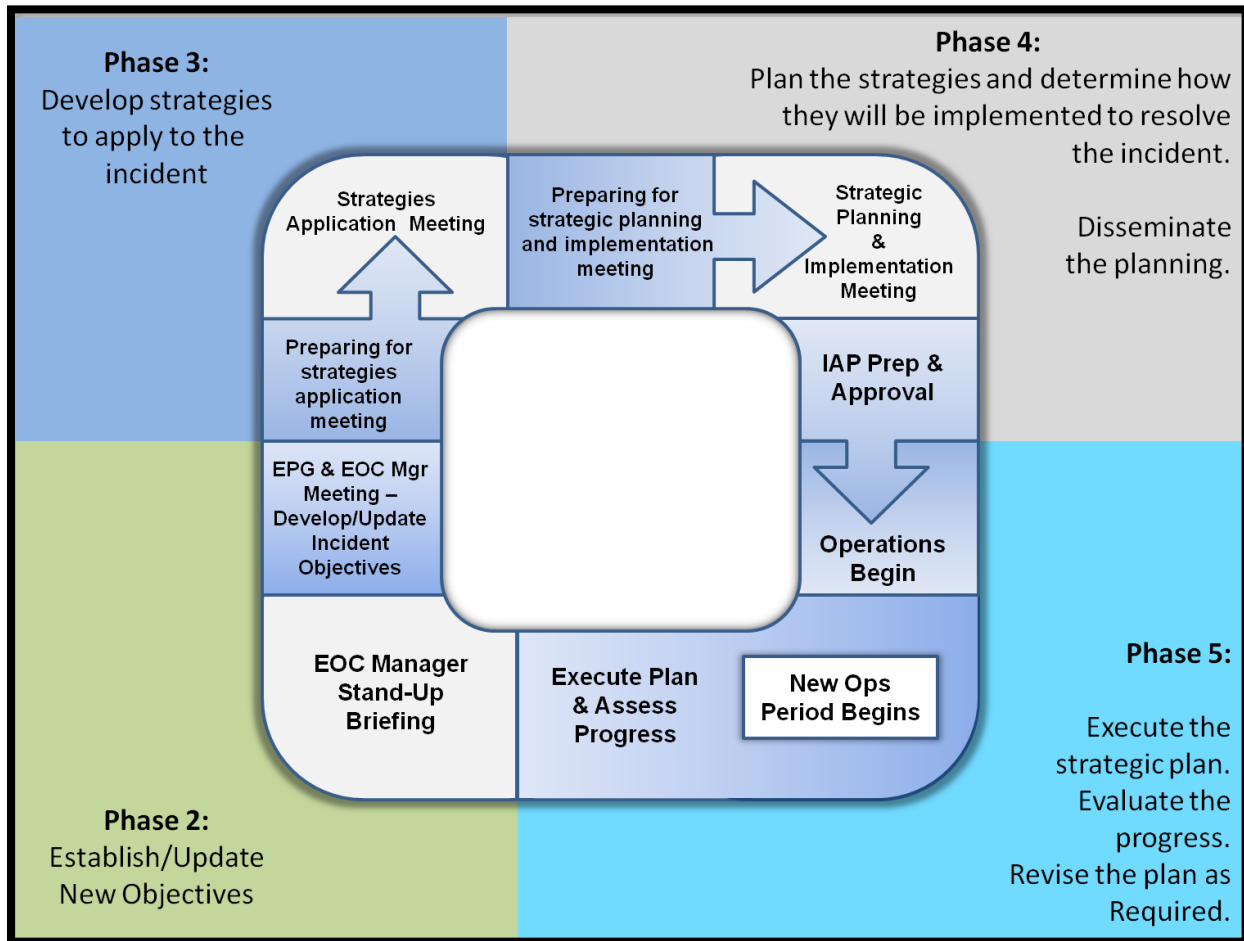 Phase 3:
Develop strategies
to apply to the
incident
Phase 4:
Plan the strategies and determine how
they will be implemented to resolve
the incident.
Disseminate
the planning.
Strategies
Application Meeting
Preparing for
strategic planning
and implementation
meeting
Strategic
Planning
&
Implementation
Meeting
Preparing for
strategies
application
meeting
IAP Prep &
Approval
EPG & EOC Mgr
Meeting –
Develop/Update
Incident
Objectives
Operations
Begin
EOC Manager
Stand-Up
Briefing
Execute Plan
& Assess
Progress
New Ops
Period Begins
Phase 2:
Establish/Update
New Objectives
Phase 5:
Execute the
strategic plan.
Evaluate the
progress.
Revise the plan as
Required.